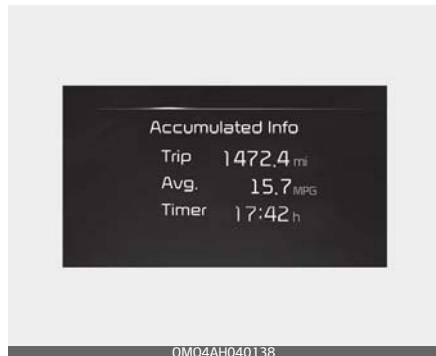 Accumulated Info
Trip 1472.4 mi
Avg. 15.7 MPG
Timer 17:42 h
OMO4AH040138